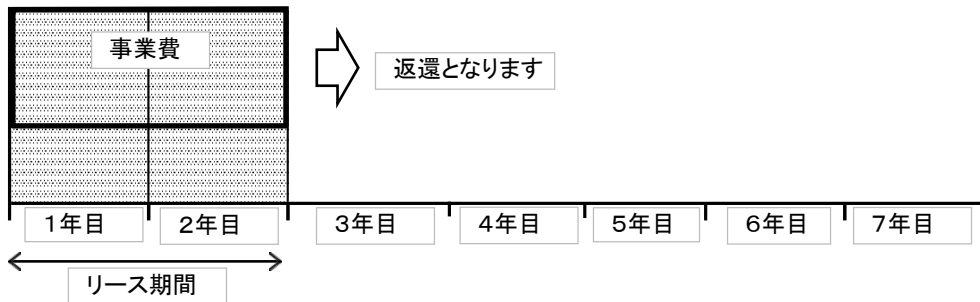 事業費
返還となります
1年目
2年目
3年目
4年目
5年目
6年目
7年目
リース期間